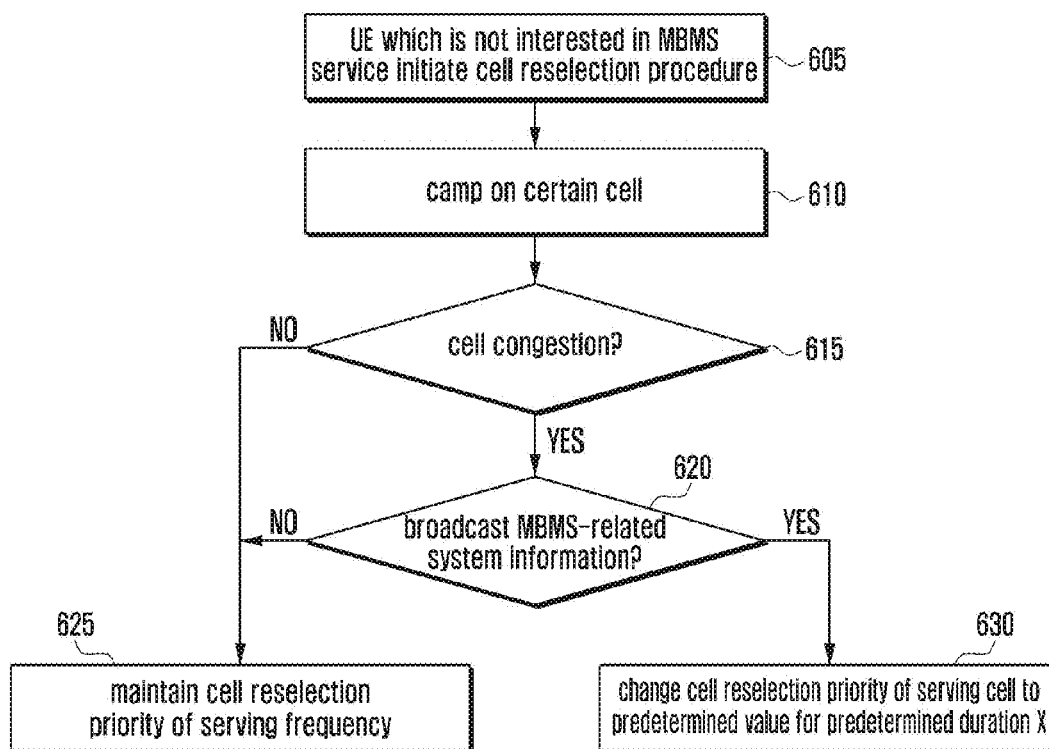 UE which is not interested in MBMS
service initiate cell reselection procedure
605
camp on certain cell
610
cell congestion?
615
NO
YES
620
broadcast MBMS-related
system information?
NO
YES
625
maintain cell reselection
priority of serving frequency
630
change cell reselection priority of serving cell to
predetermined value for predetermined duration X